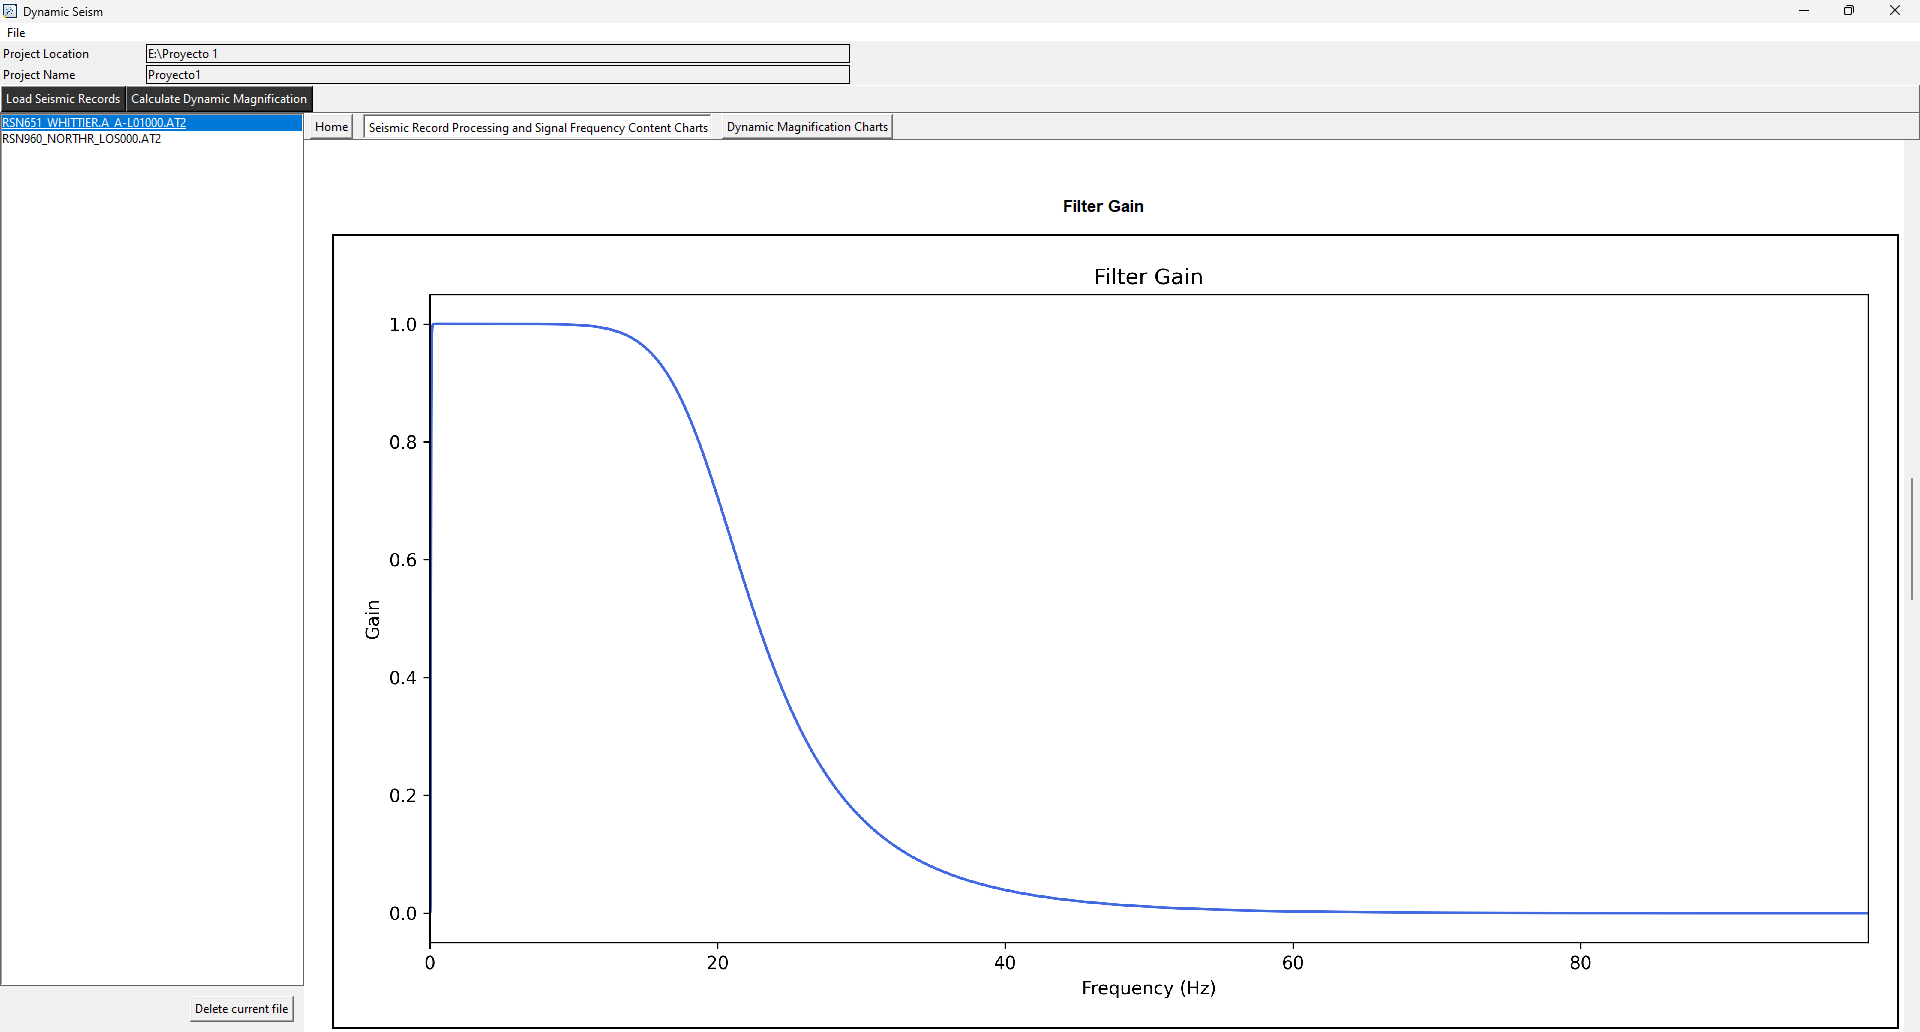 Dynamic Seism
File
Project Location
E:\Proyecto 1
Project Name
Proyecto1
Load Seismic Records
Calculate Dynamic Magnification
RSN651_WHITTIER.A_A-L01000.AT2
RSN960_NORTHR_LOS000.AT2
Delete current file
Home
Seismic Record Processing and Signal Frequency Content Charts
Dynamic Magnification Charts
Filter Gain
Filter Gain
1.0
0.8
0.6
0.4
0.2
0.0
Gain
0
20
40
60
80
Frequency (Hz)